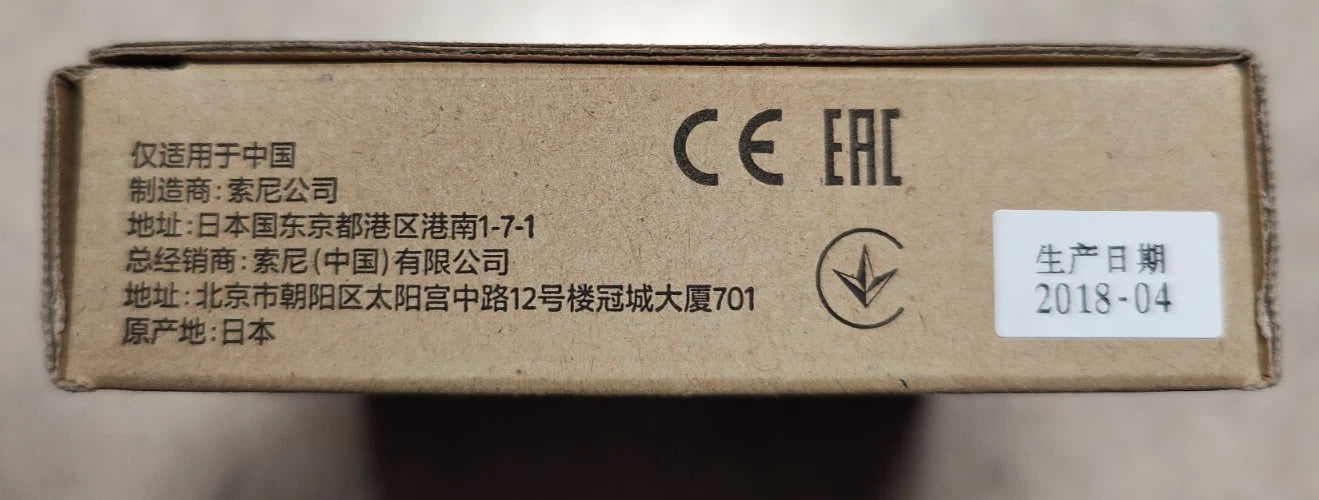 仅适用于中国
制造商:索尼公司
地址:日本国东京都港区港南1-7-1
总经销商:索尼(中国)有限公司
地址:北京市朝阳区太阳宫中路12号楼冠城大厦701
原产地:日本
CE EAC
生产日期
2018-04